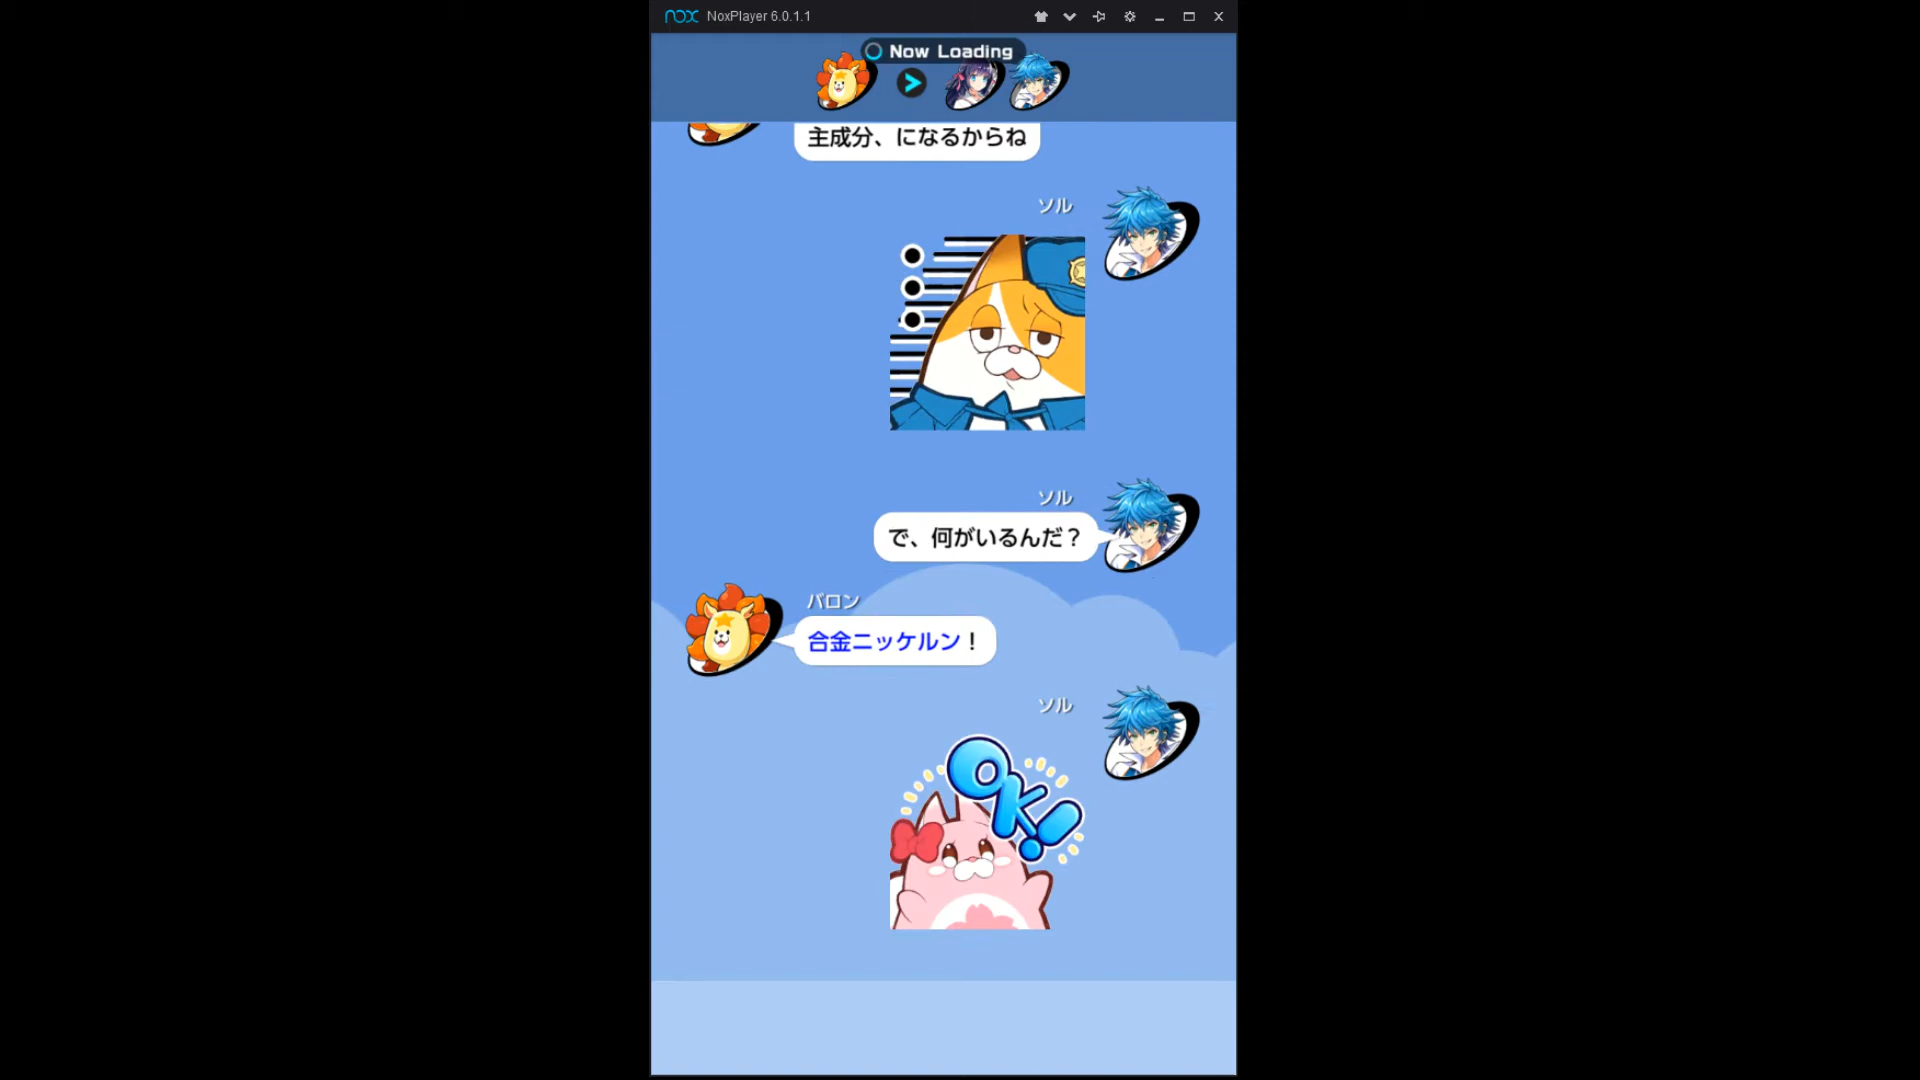 nox NoxPlayer 6.0.1.1
Now Loading
主成分、になるからね
ソル
ソル
で、何がいるんだ？
バロン
合金ニッケルン！
ソル
OK!